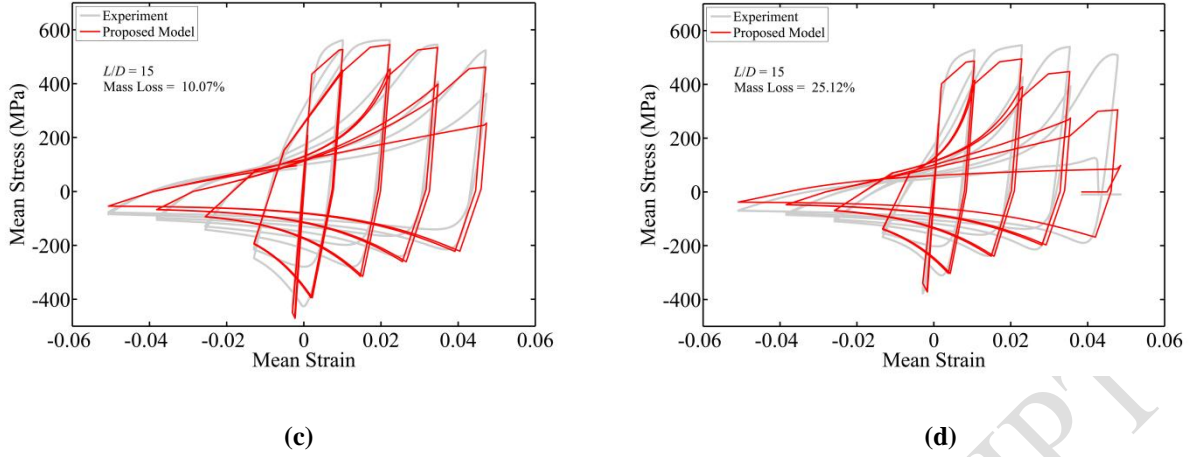 600
400
200
0
-200
-400
Mean Stress (MPa)
Experiment
Proposed Model
L/D = 15
Mass Loss = 10.07%
-0.06 -0.04 -0.02 0 0.02 0.04 0.06
Mean Strain
(c)
600
400
200
0
-200
-400
Mean Stress (MPa)
Experiment
Proposed Model
L/D = 15
Mass Loss = 25.12%
-0.06 -0.04 -0.02 0 0.02 0.04 0.06
Mean Strain
(d)